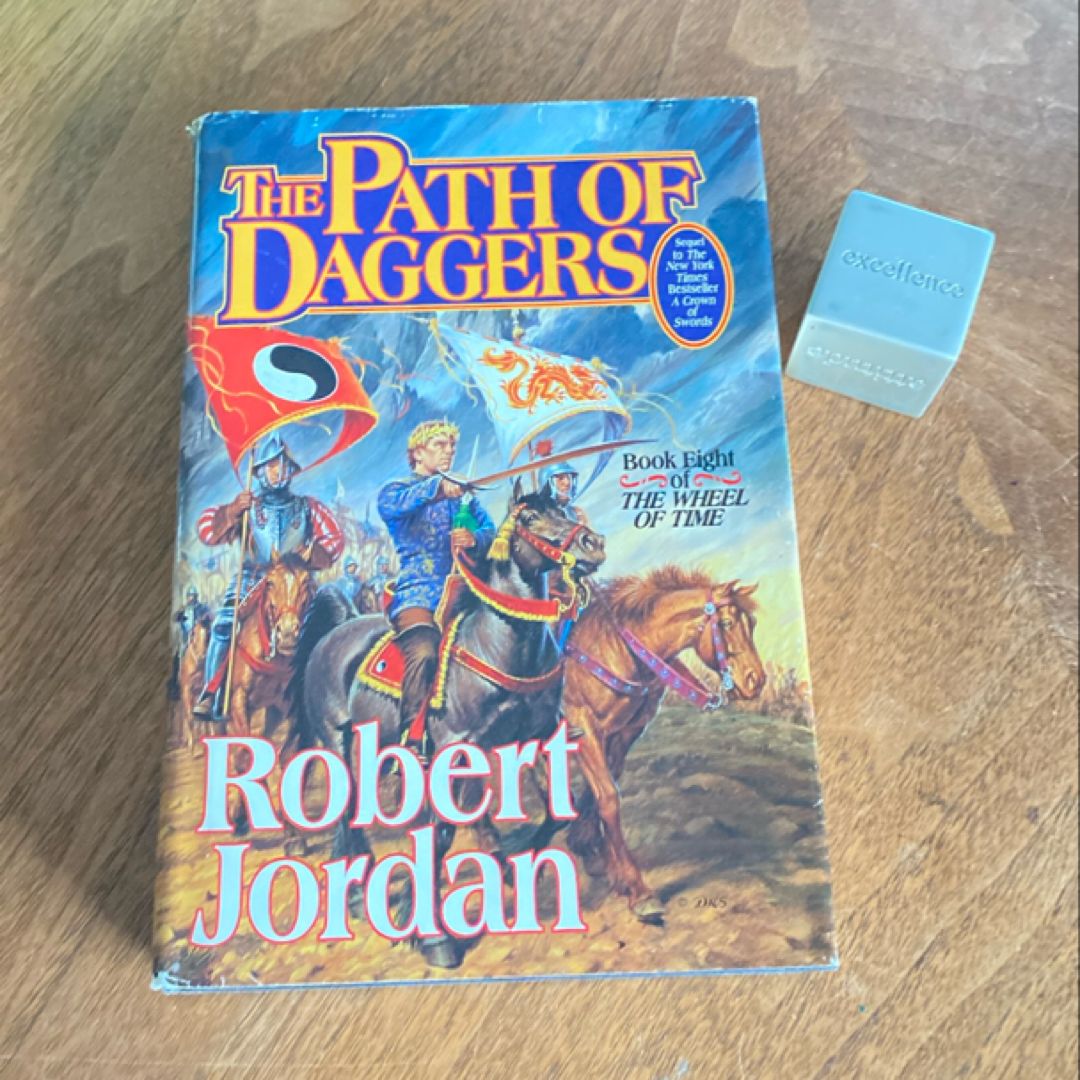 THE PATH OF
DAGGERS
Sequel
to The
New York
Times
Bestseller
A Crown
of
Swords
Book Eight
of
THE WHEEL
OF TIME
Robert
Jordan
© DKS
excellence